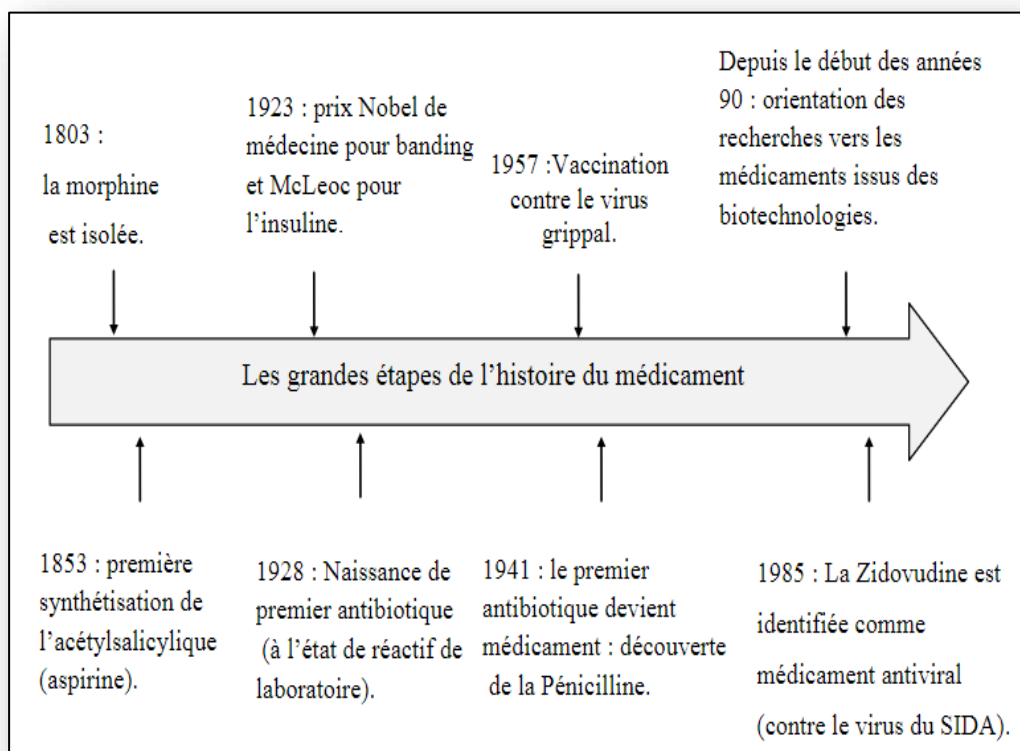 1803 :
la morphine
est isolée.
1923 : prix Nobel de
médecine pour banding
et McLeoc pour
l’insuline.
1957 :Vaccination
contre le virus
grippal.
Depuis le début des années
90 : orientation des
recherches vers les
médicaments issus des
biotechnologies.
Les grandes étapes de l’histoire du médicament
1853 : première
synthétisation de
l’acétylsalicylique
(aspirine).
1928 : Naissance de
premier antibiotique
(à l’état de réactif de
laboratoire).
1941 : le premier
antibiotique devient
médicament : découverte
de la Pénicilline.
1985 : La Zidovudine est
identifiée comme
médicament antiviral
(contre le virus du SIDA).